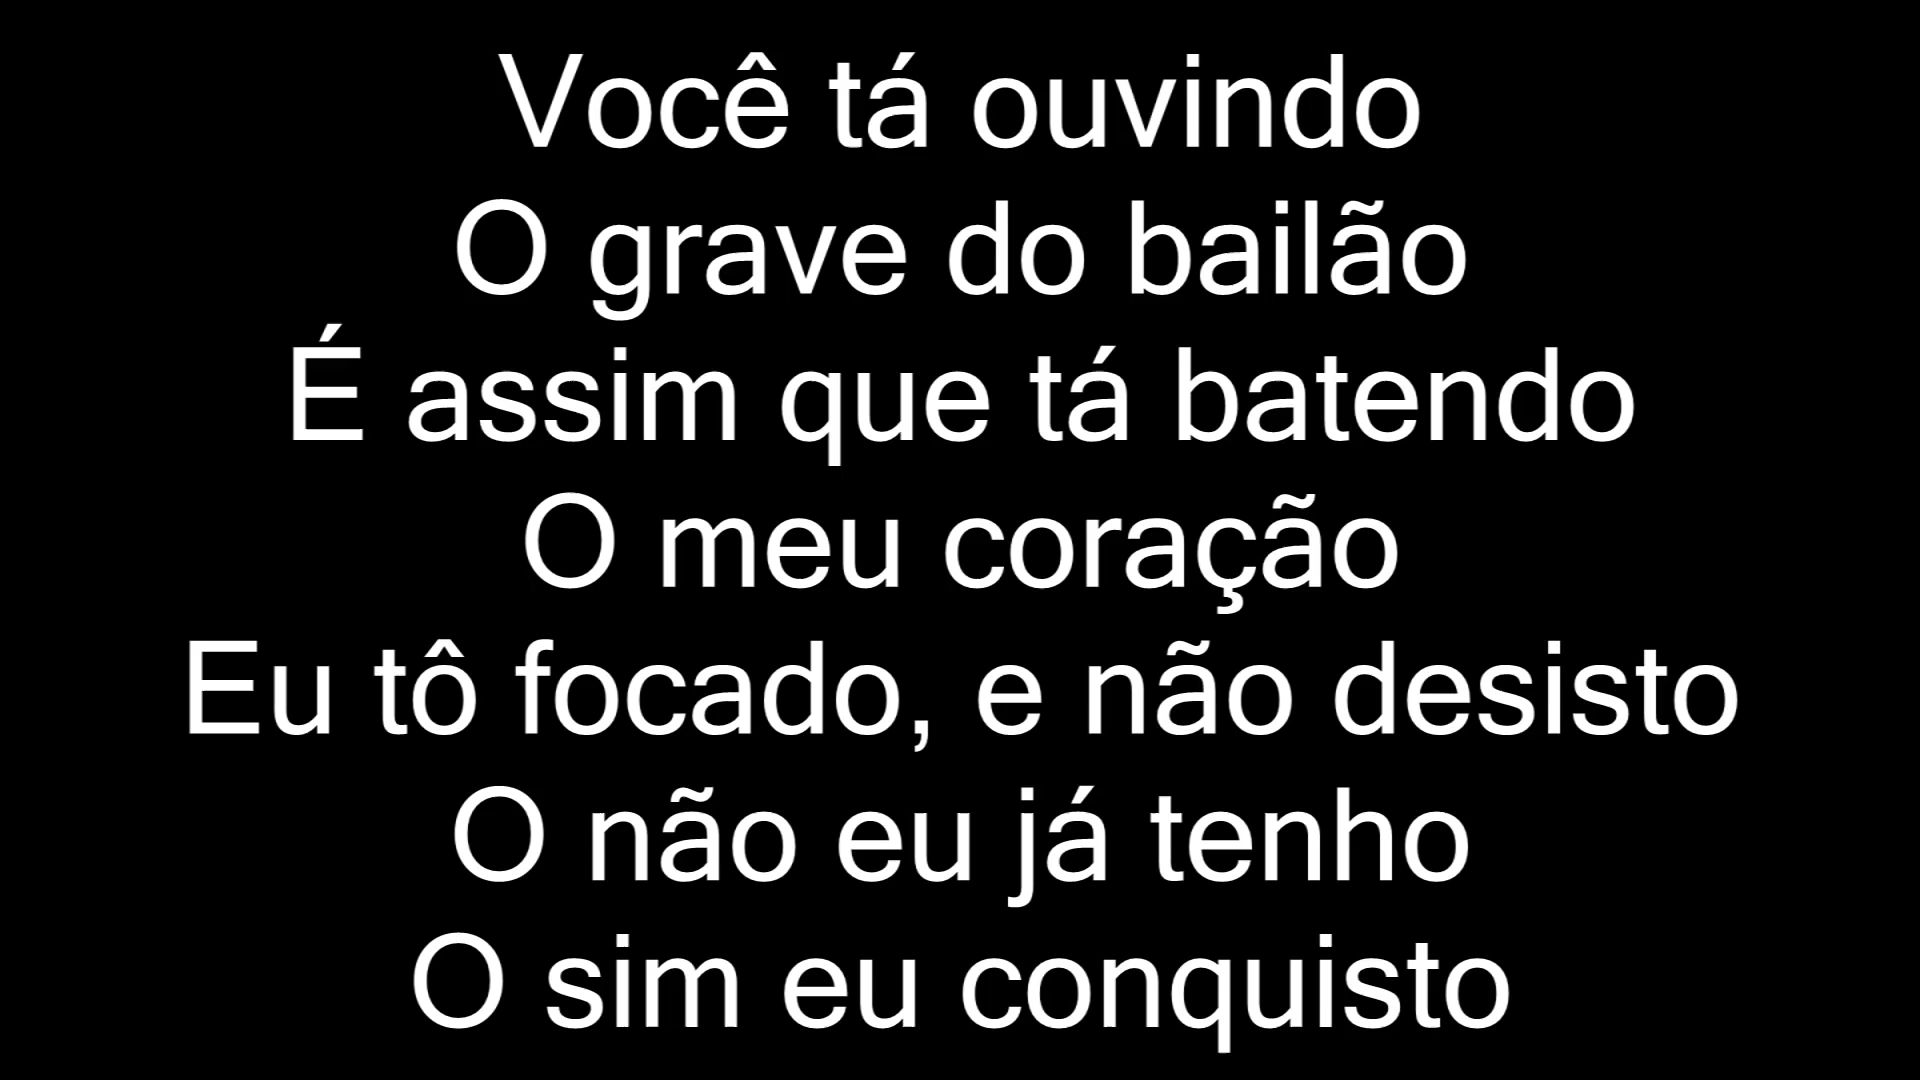 Você tá ouvindo
O grave do bailão
É assim que tá batendo
O meu coração
Eu tô focado, e não desisto
O não eu já tenho
O sim eu conquisto